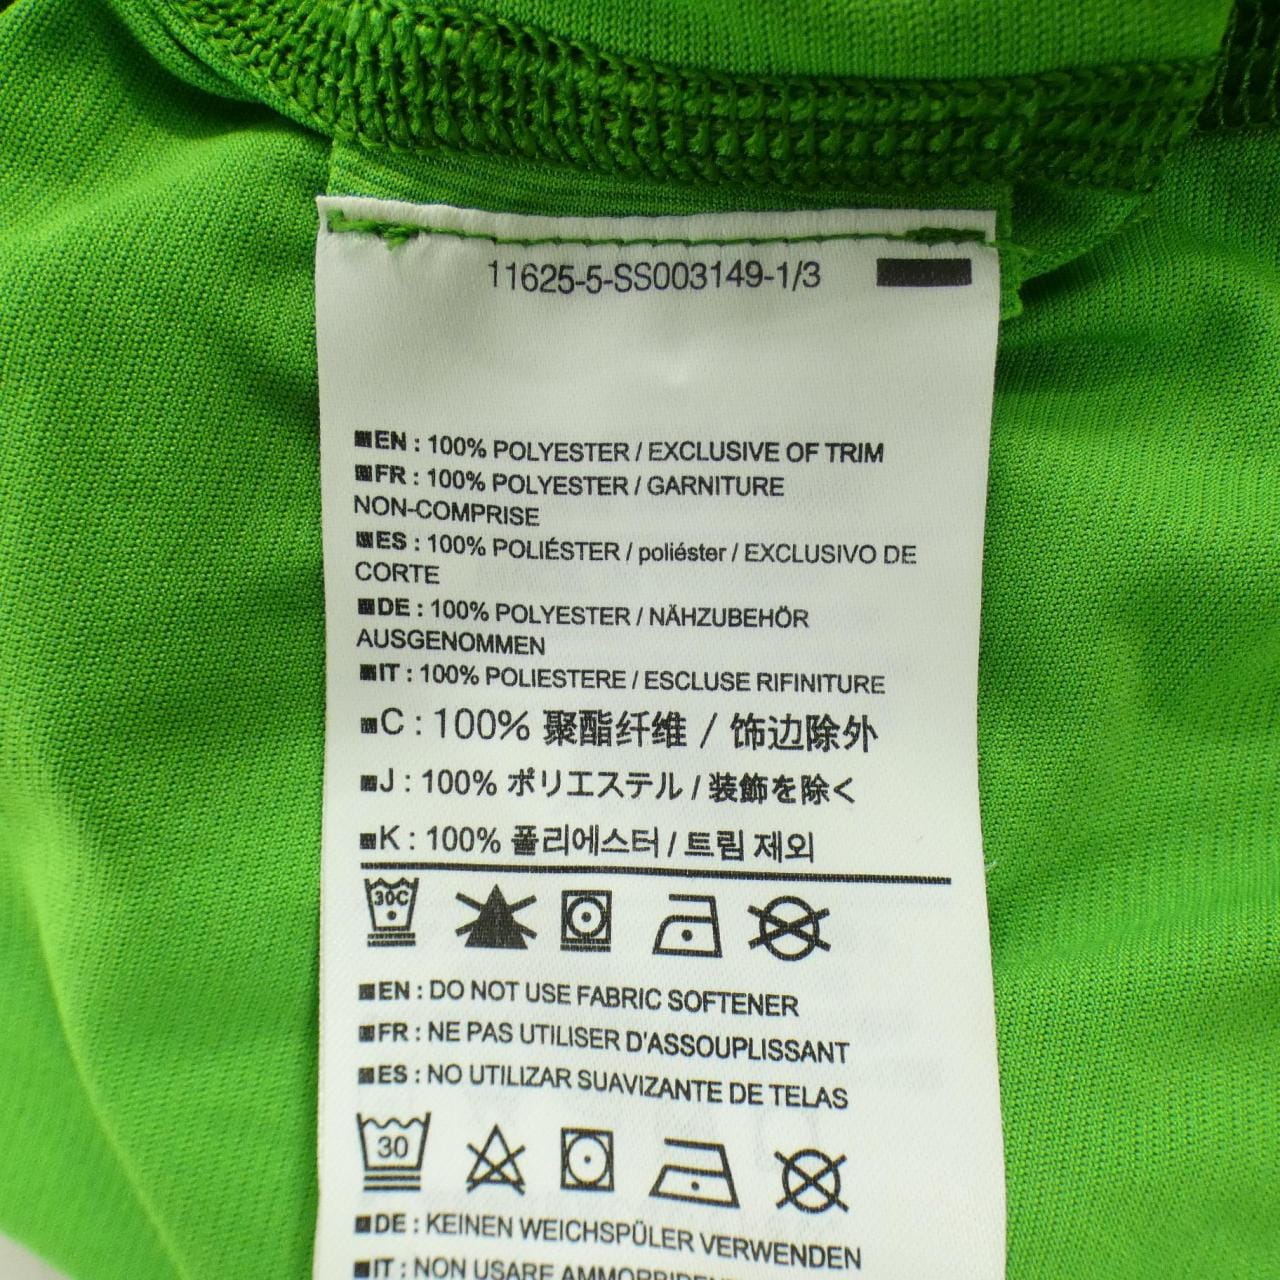 11625-5-SS003149-1/3
EN : 100% POLYESTER / EXCLUSIVE OF TRIM
FR : 100% POLYESTER / GARNITURE
NON-COMPRISE
ES : 100% POLIÉSTER / poliéster / EXCLUSIVO DE
CORTE
DE : 100% POLYESTER / NÄHZUBEHÖR
AUSGENOMMEN
IT : 100% POLIESTERE / ESCLUSE RIFINITURE
C : 100% 聚酯纤维 / 饰边除外
J : 100% ポリエステル / 装飾を除く
K : 100% 폴리에스터 / 트림 제외
30C
EN : DO NOT USE FABRIC SOFTENER
FR : NE PAS UTILISER D'ASSOUPLISSANT
ES : NO UTILIZAR SUAVIZANTE DE TELAS
30
DE : KEINEN WEICHSPÜLER VERWENDEN
IT : NON USARE